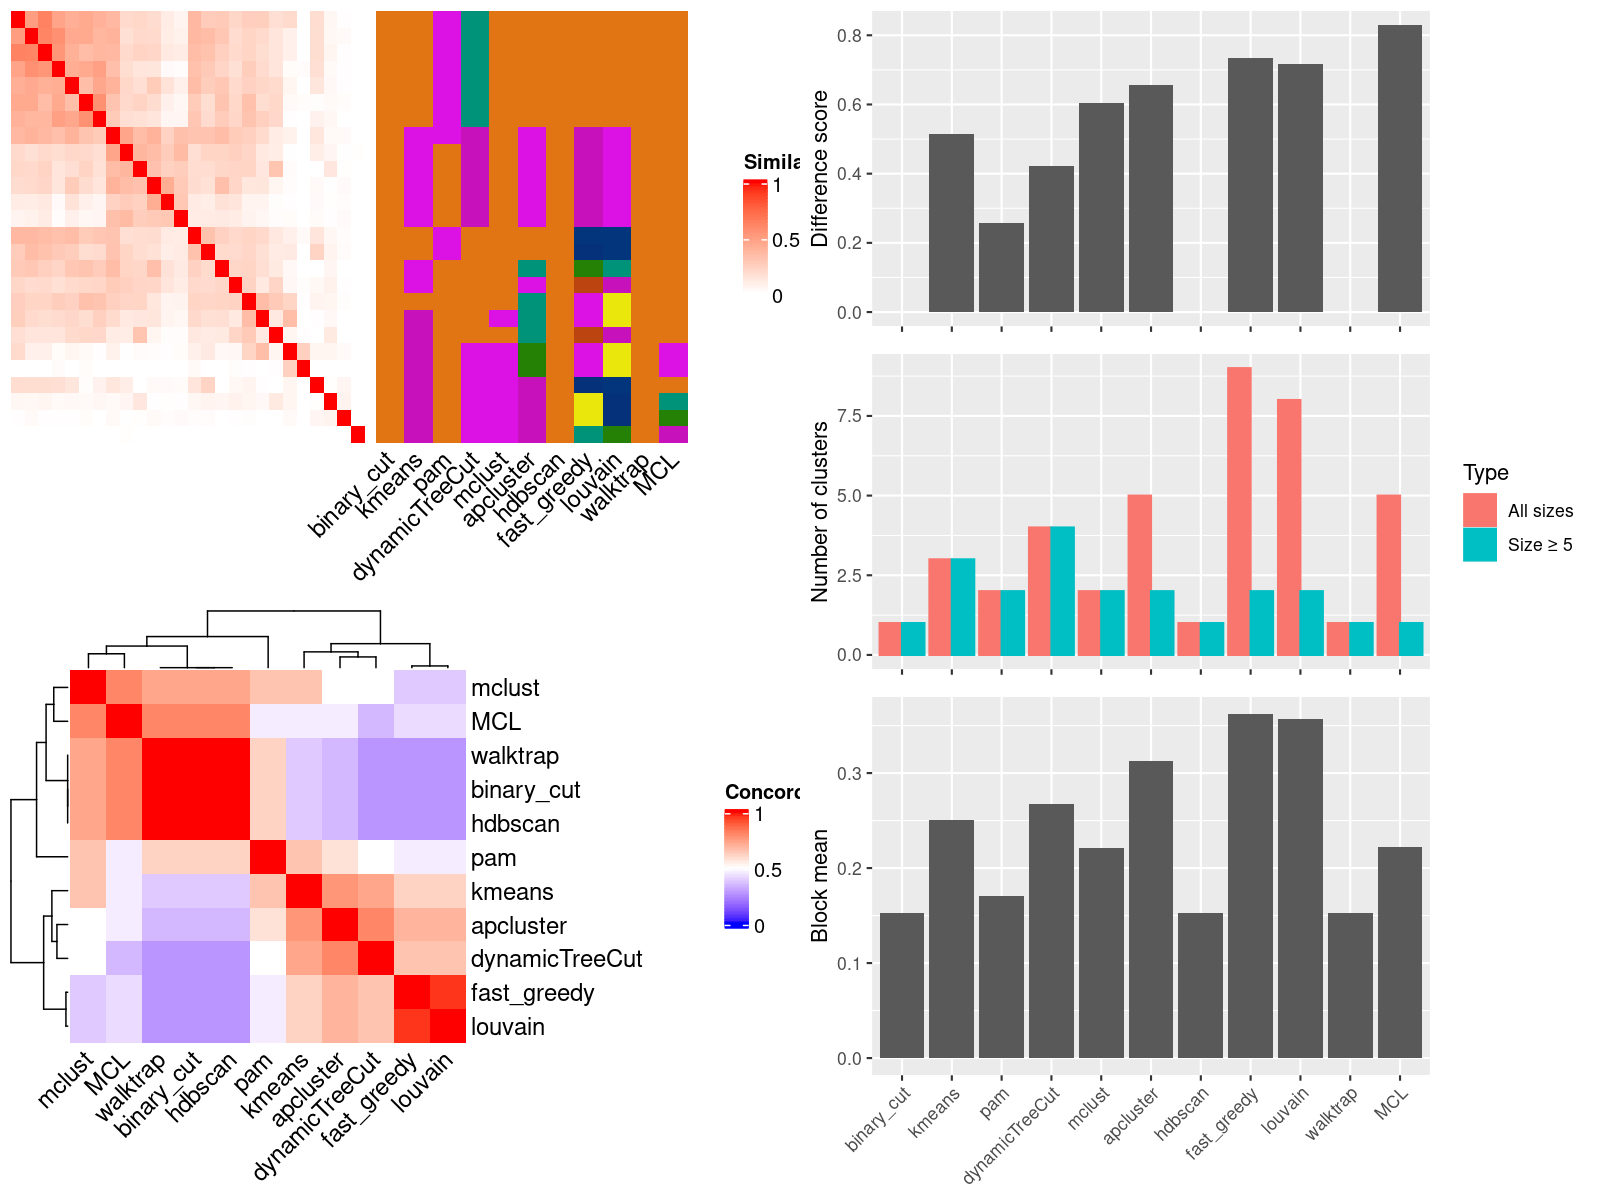 Simila
1
0.5
0
binary_cut
kmeans
pam
dynamicTreeCut
mclust
apcluster
hdbscan
fast_greedy
louvain
walktrap
MCL
mclust
MCL
walktrap
binary_cut
hdbscan
pam
kmeans
apcluster
dynamicTreeCut
fast_greedy
louvain
mclust
MCL
walktrap
binary_cut
hdbscan
pam
kmeans
apcluster
dynamicTreeCut
fast_greedy
louvain
Concord
1
0.5
0
Difference score
0.8
0.6
0.4
0.2
0.0
Number of clusters
7.5
5.0
2.5
0.0
Type
All sizes
Size ≥ 5
Block mean
0.3
0.2
0.1
0.0
binary_cut
kmeans
pam
dynamicTreeCut
mclust
apcluster
hdbscan
fast_greedy
louvain
walktrap
MCL